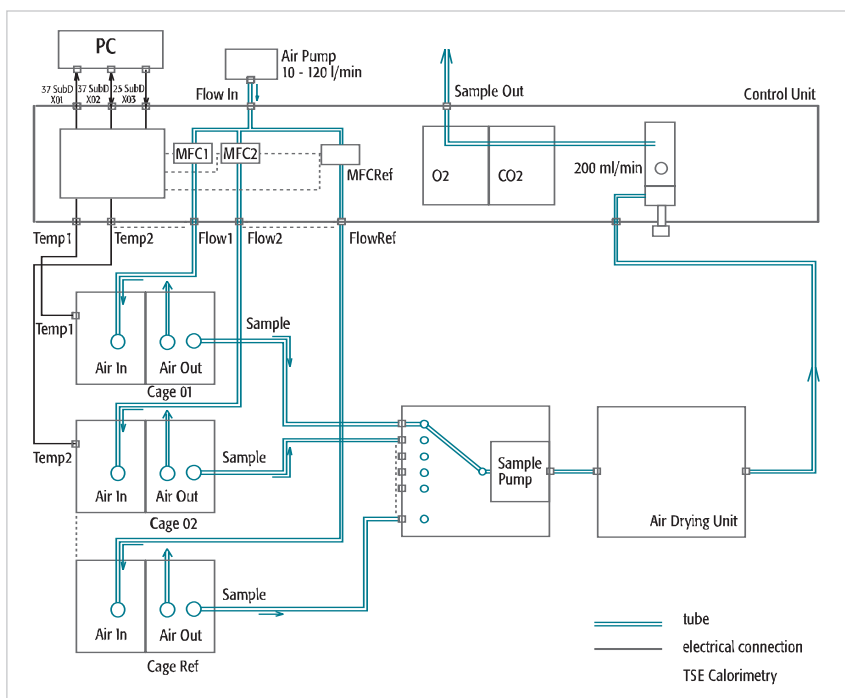 PC
Air Pump
10 - 120 l/min
37 SubD
X01
37 SubD
X02
25 SubD
X03
Flow In
Sample Out
Control Unit
MFC1
MFC2
MFCRef
O2
CO2
200 ml/min
Temp1
Temp2
Flow1
Flow2
FlowRef
Temp1
Air In
Air Out
Sample
Cage 01
Temp2
Air In
Air Out
Sample
Cage 02
Sample
Pump
Air Drying Unit
Air In
Air Out
Sample
Cage Ref
tube
electrical connection
TSE Calorimetry